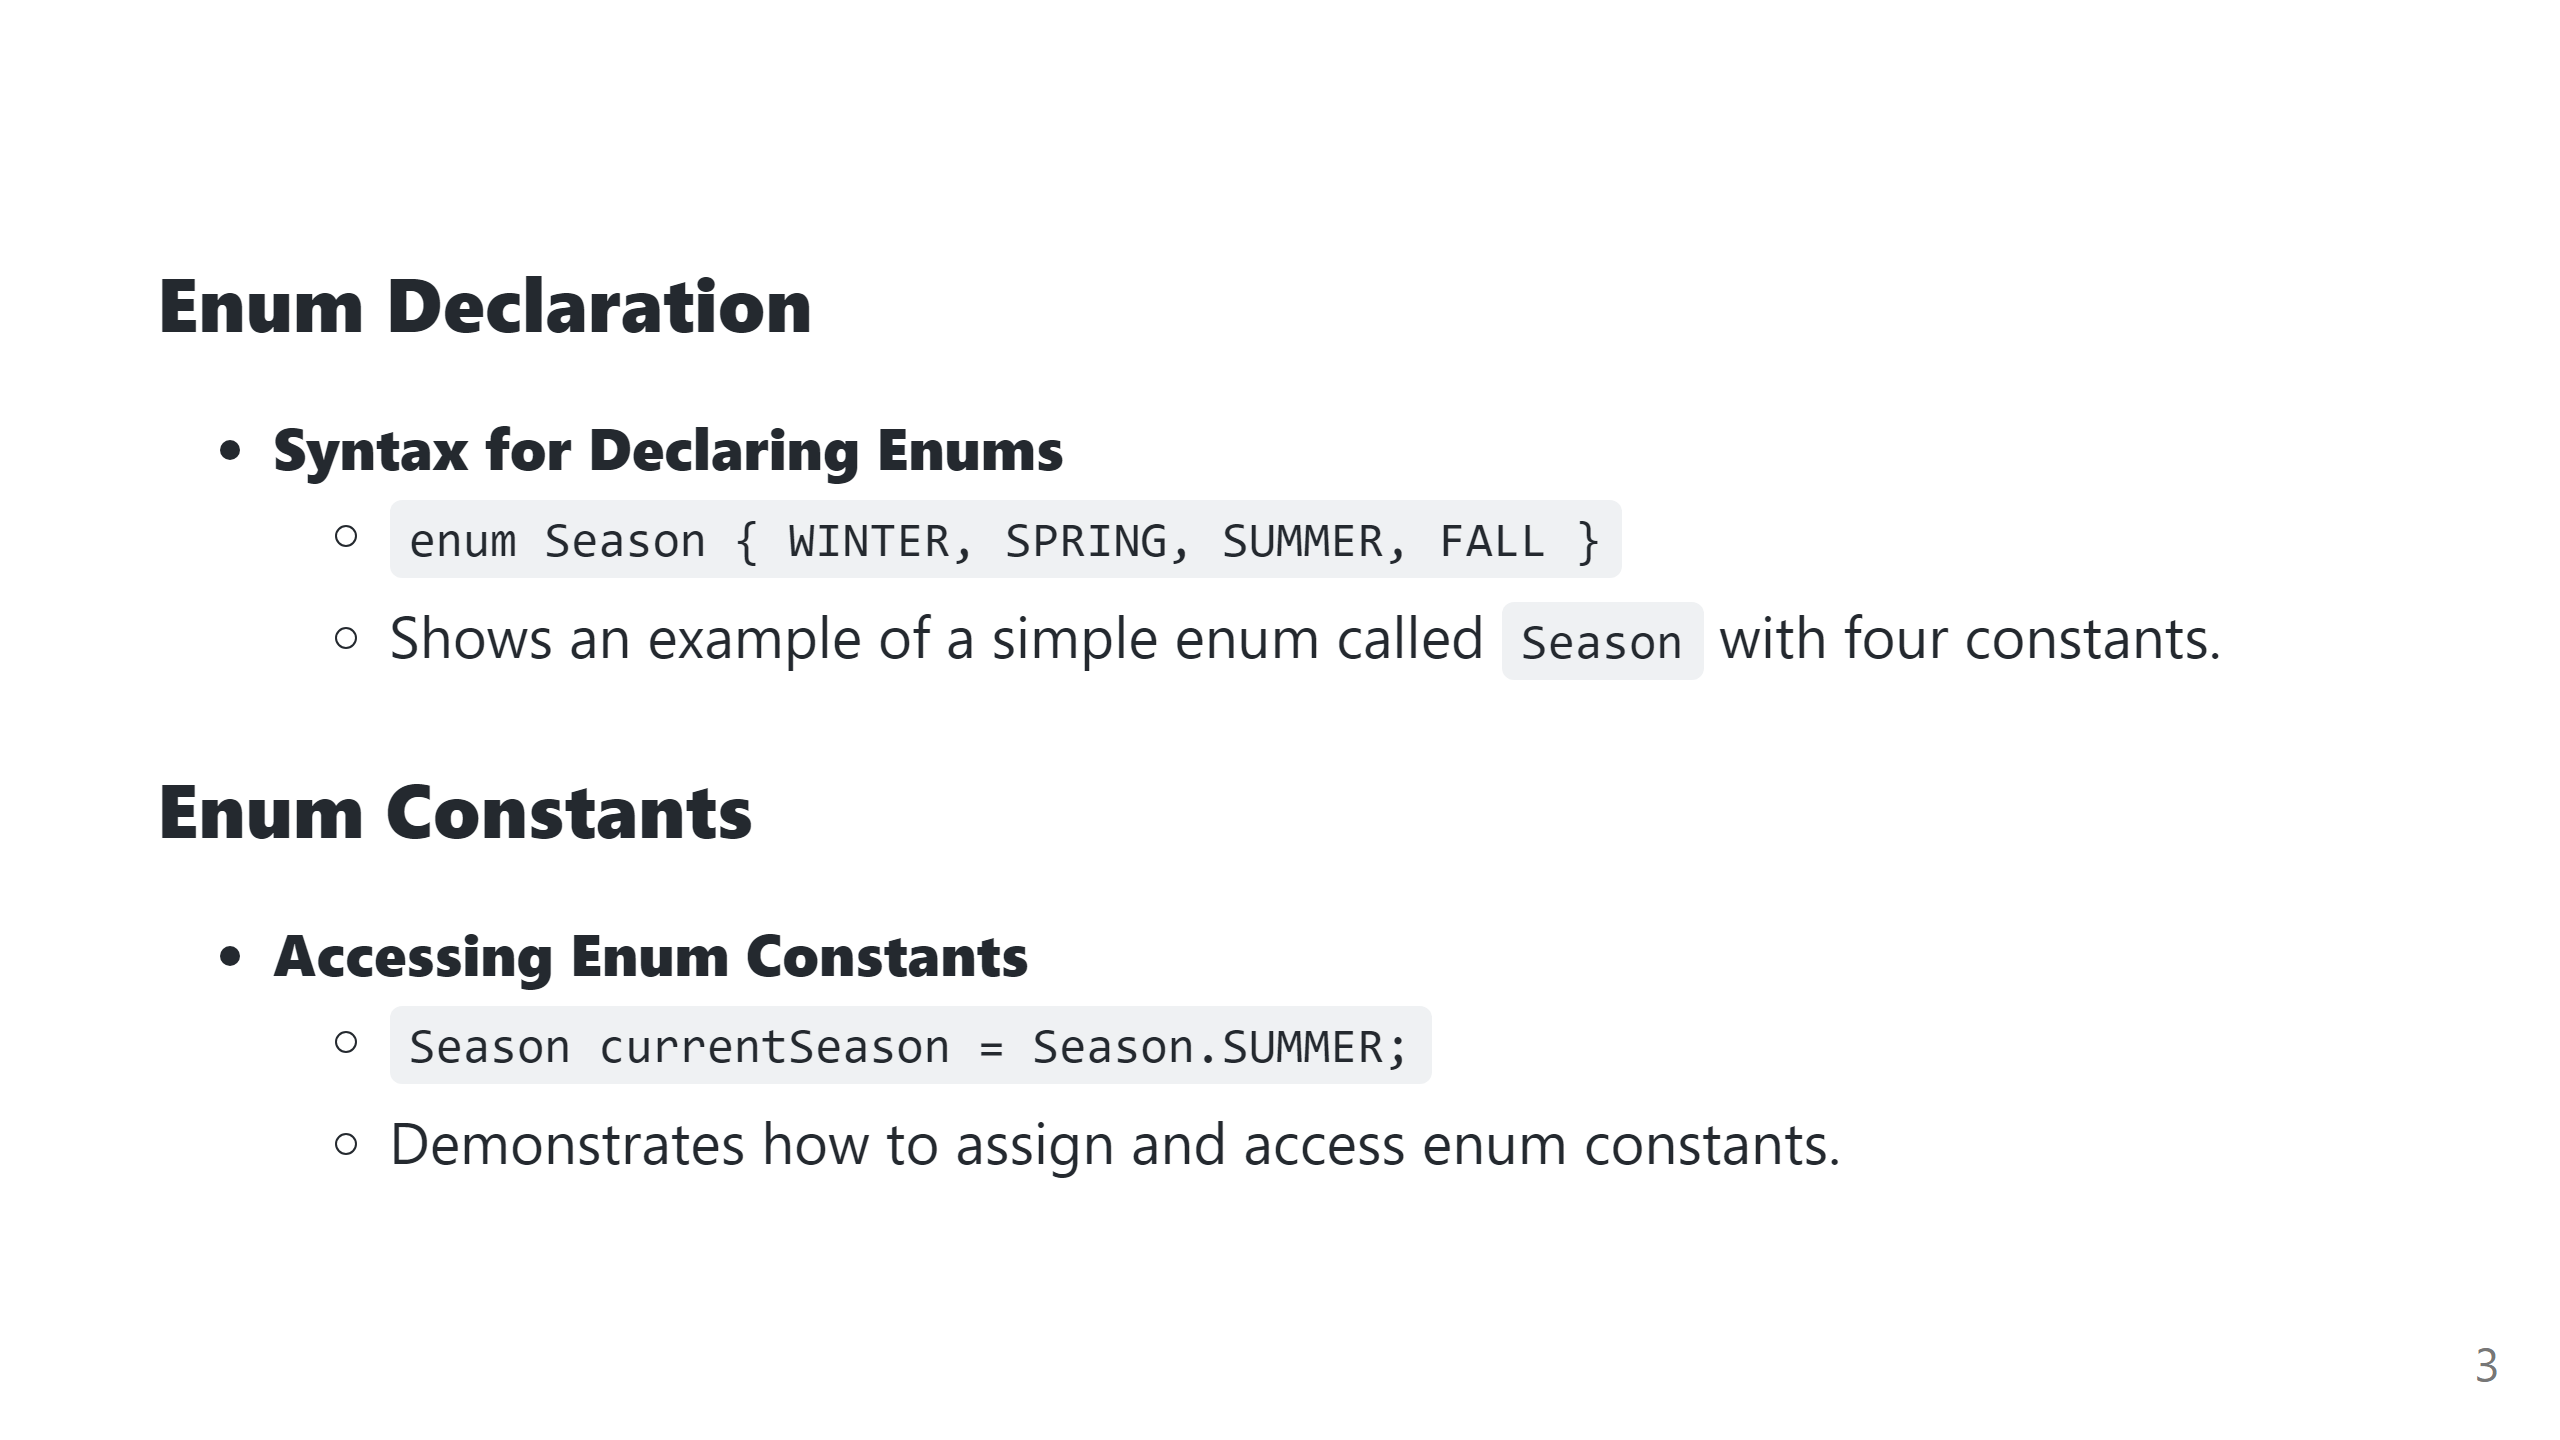 Enum Declaration
Syntax for Declaring Enums
enum Season { WINTER, SPRING, SUMMER, FALL }
Shows an example of a simple enum called Season with four constants.
Enum Constants
Accessing Enum Constants
Season currentSeason = Season.SUMMER;
Demonstrates how to assign and access enum constants.
3